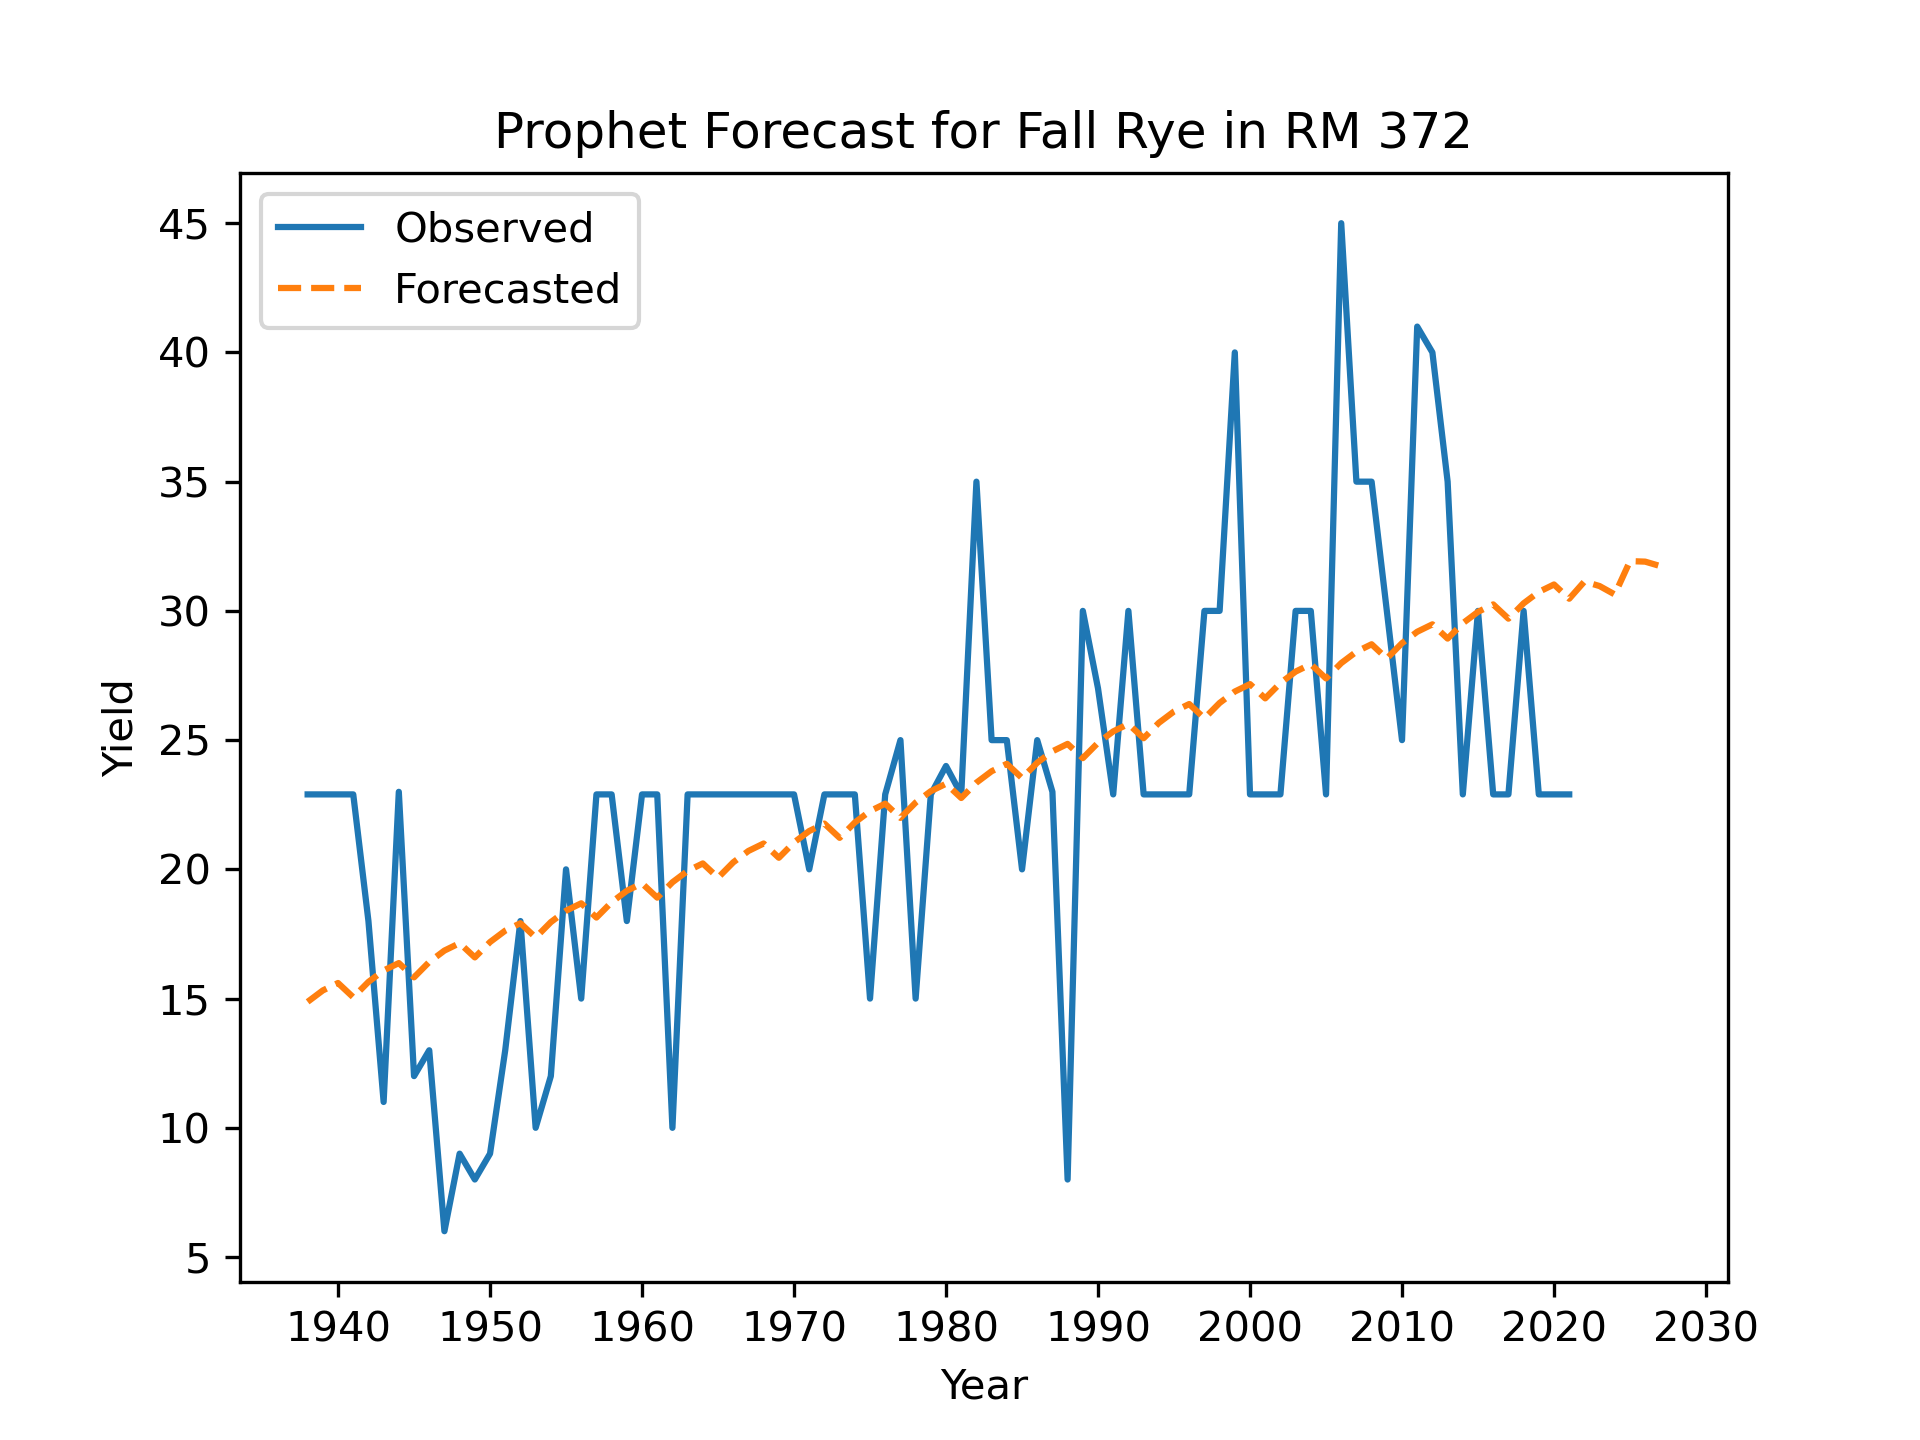 Prophet Forecast for Fall Rye in RM 372
Observed
Forecasted
45
40
35
30
25
20
15
10
5
Yield
1940 1950 1960 1970 1980 1990 2000 2010 2020 2030
Year